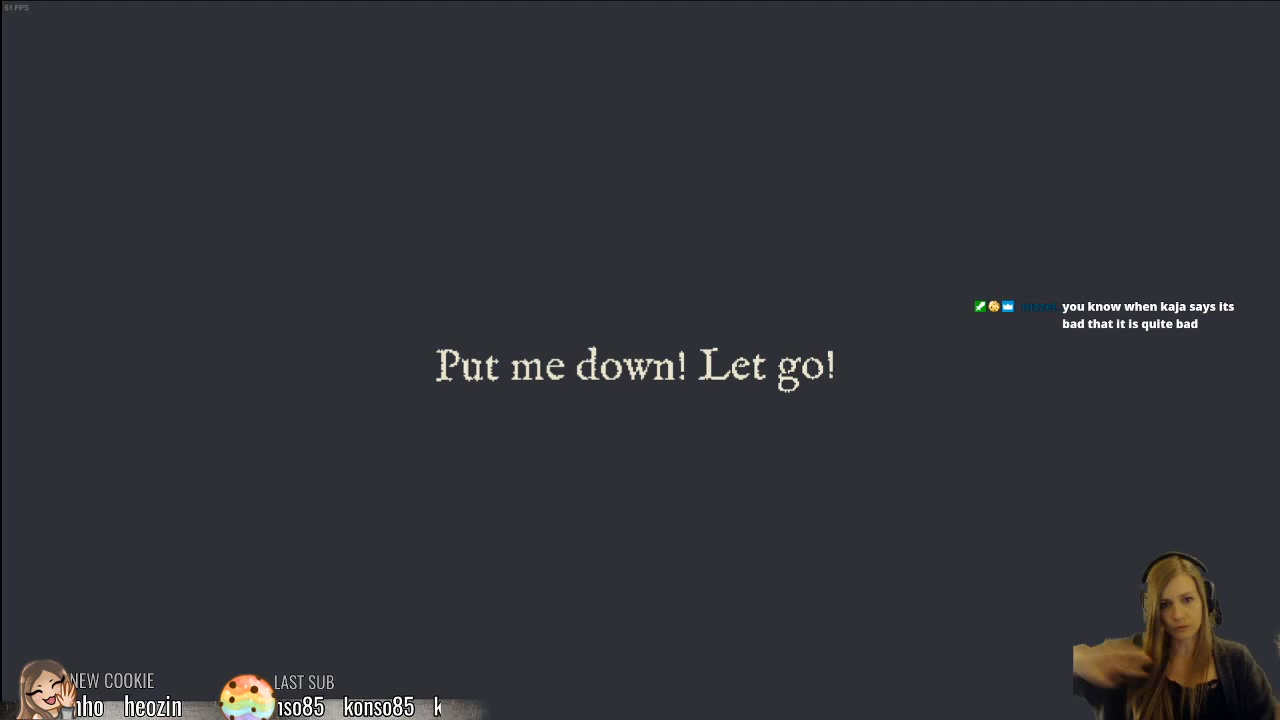 61 FPS
you know when kaja says its
bad that it is quite bad
Put me down! Let go!
NEW COOKIE
nho heozin
LAST SUB
nso85 konso85 k